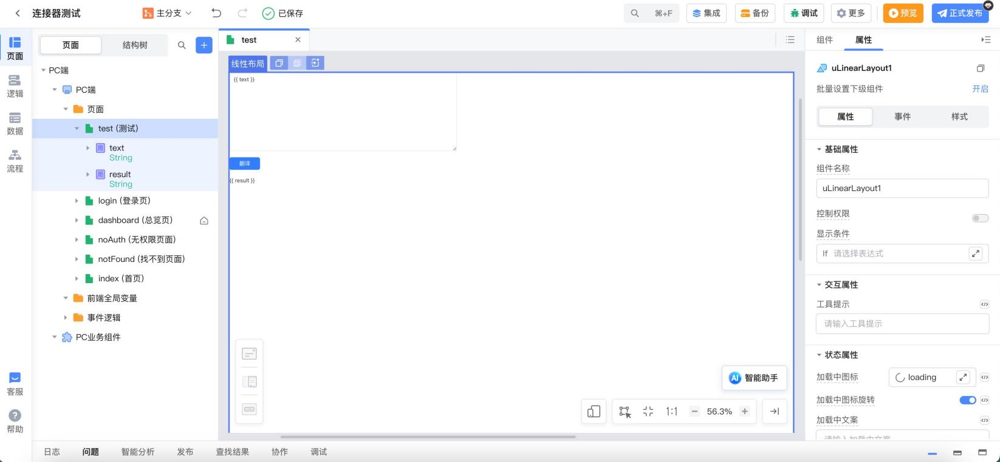 连接器测试
主分支
已保存
⌘+F
集成
备份
调试
更多
预览
正式发布
页面
逻辑
数据
流程
客服
帮助
页面
结构树
PC端
PC端
页面
test (测试)
局 text
String
局 result
String
login (登录页)
dashboard (总览页)
noAuth (无权限页面)
notFound (找不到页面)
index (首页)
前端全局变量
事件逻辑
PC业务组件
test
线性布局
{{ text }}
翻译
{{ result }}
AI 智能助手
1:1
56.3%
组件
属性
uLinearLayout1
批量设置下级组件
开启
属性
事件
样式
基础属性
组件名称
uLinearLayout1
控制权限
显示条件
If 请选择表达式
交互属性
工具提示
请输入工具提示
状态属性
加载中图标
loading
加载中图标旋转
加载中文案
请输入加载中文案
日志
问题
智能分析
发布
查找结果
协作
调试